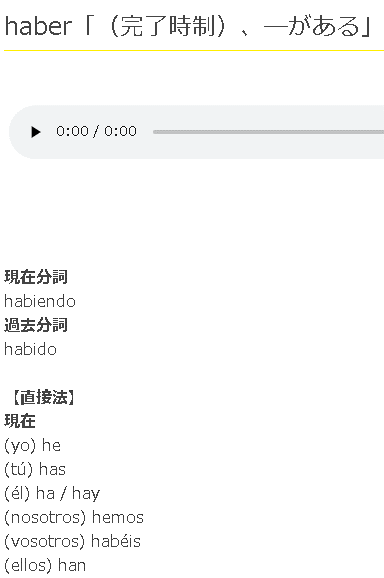 haber「（完了時制）、―がある」
0:00 / 0:00
現在分詞
habiendo
過去分詞
habido
【直接法】
現在
(yo) he
(tú) has
(él) ha / hay
(nosotros) hemos
(vosotros) habéis
(ellos) han